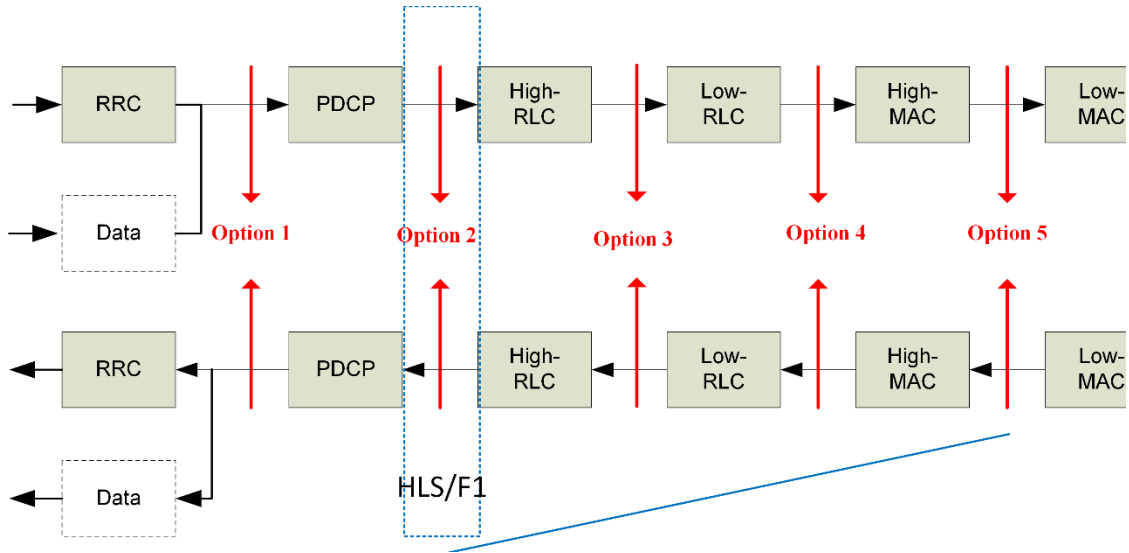 RRC
PDCP
High-
RLC
Low-
RLC
High-
MAC
Low-
MAC
Data
Option 1
Option 2
Option 3
Option 4
Option 5
RRC
PDCP
High-
RLC
Low-
RLC
High-
MAC
Low-
MAC
Data
HLS/F1